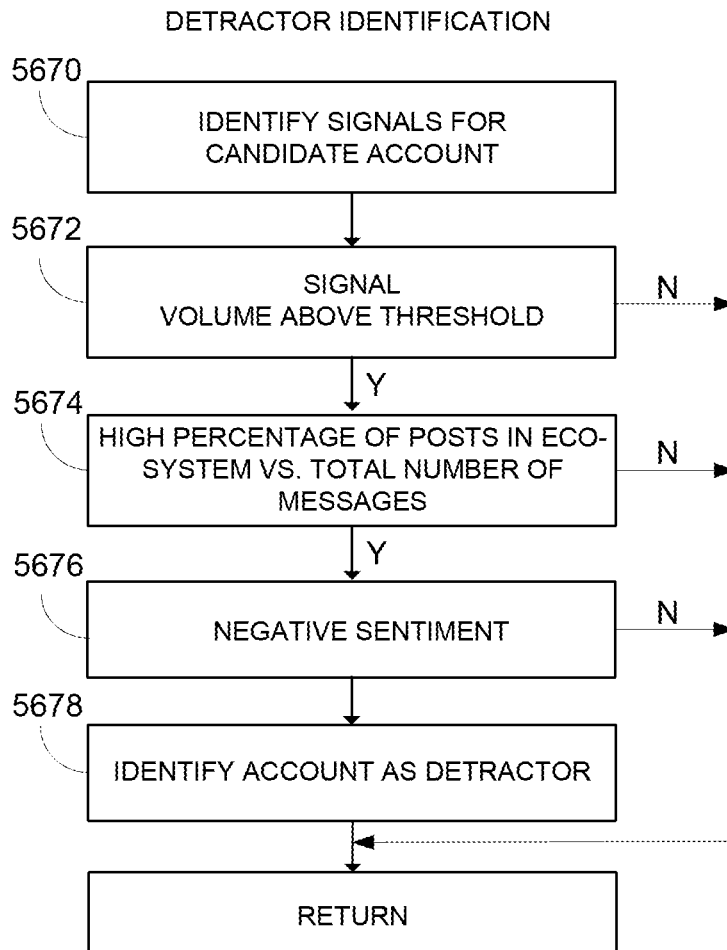 DETRACTOR IDENTIFICATION
5670
IDENTIFY SIGNALS FOR
CANDIDATE ACCOUNT
5672
SIGNAL
VOLUME ABOVE THRESHOLD
N
Y
5674
HIGH PERCENTAGE OF POSTS IN ECO-
SYSTEM VS. TOTAL NUMBER OF
MESSAGES
N
Y
5676
NEGATIVE SENTIMENT
N
5678
IDENTIFY ACCOUNT AS DETRACTOR
RETURN